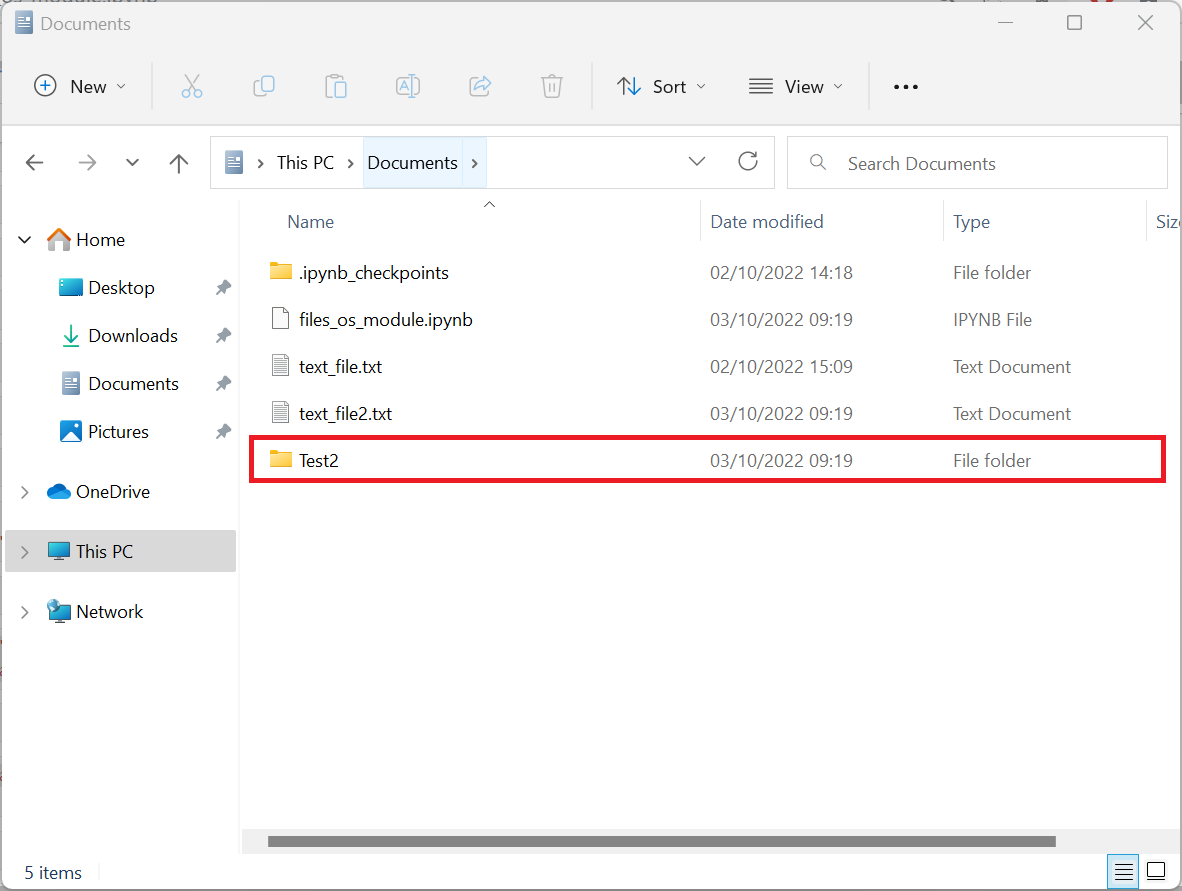 Documents
New
Sort
View
This PC
Documents
Search Documents
Home
Desktop
Downloads
Documents
Pictures
OneDrive
This PC
Network
Name Date modified Type
.ipynb_checkpoints 02/10/2022 14:18 File folder
files_os_module.ipynb 03/10/2022 09:19 IPYNB File
text_file.txt 02/10/2022 15:09 Text Document
text_file2.txt 03/10/2022 09:19 Text Document
Test2 03/10/2022 09:19 File folder
5 items